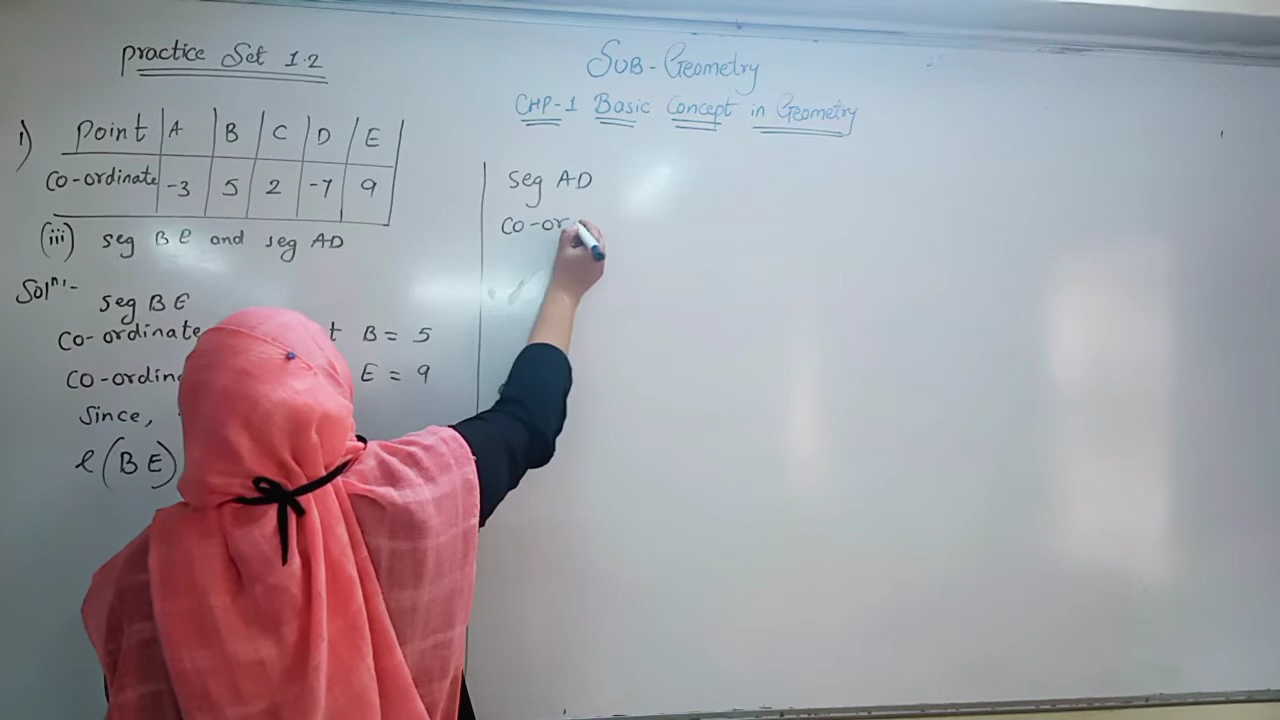 practice Set 1.2
SUB-Geometry
CHP-1 Basic Concept in Geometry
1) Point A B C D E
Co-ordinate -3 5 2 -7 9
(iii) seg BE and seg AD
Solⁿ:-
seg BE
Co-ordinate t B = 5
Co-ordin E = 9
Since,
l(BE)
seg AD
Co-or